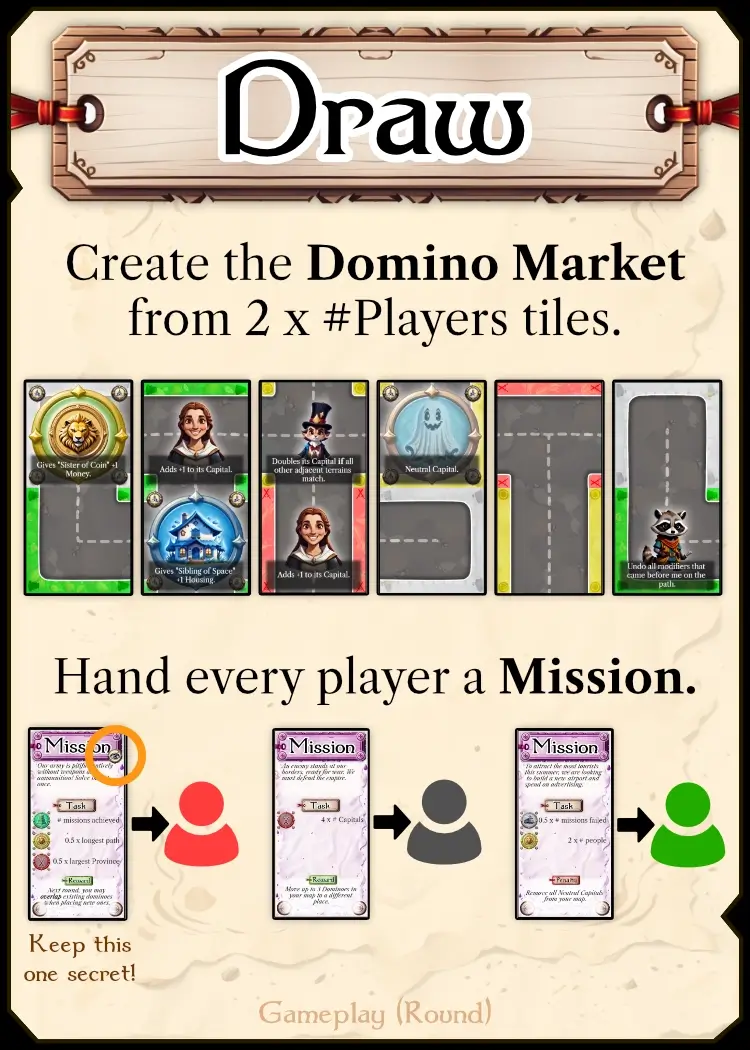 Draw
Create the Domino Market
from 2 x #Players tiles.
Gives "Sister of Coin" +1
Money.
Adds +1 to its Capital.
Gives "Sibling of Space"
+1 Housing.
Doubles its Capital if all
other adjacent terrains
match.
Adds +1 to its Capital.
Neutral Capital.
Undo all modifiers that
came before me on the
path.
Hand every player a Mission.
Mission
Our army is
without weapons
ammunition! Solve
once.
Task
# missions achieved
0.5 x longest path
0.5 x largest Province
Reward
Next round, you may
overlap existing dominoes
when placing new ones.
Mission
An enemy stands at our
borders, ready for war. We
must defend the empire.
Task
4 x # Capitals
Reward
Move up to 3 Dominoes in
your map to a different
place.
Mission
To attract the most tourists
this summer, we are looking
to build a new airport and
spend on advertising.
Task
0.5 x # missions failed
2 x # people
Penalty
Remove all Neutral Capitals
from your map.
Keep this
one secret!
Gameplay (Round)